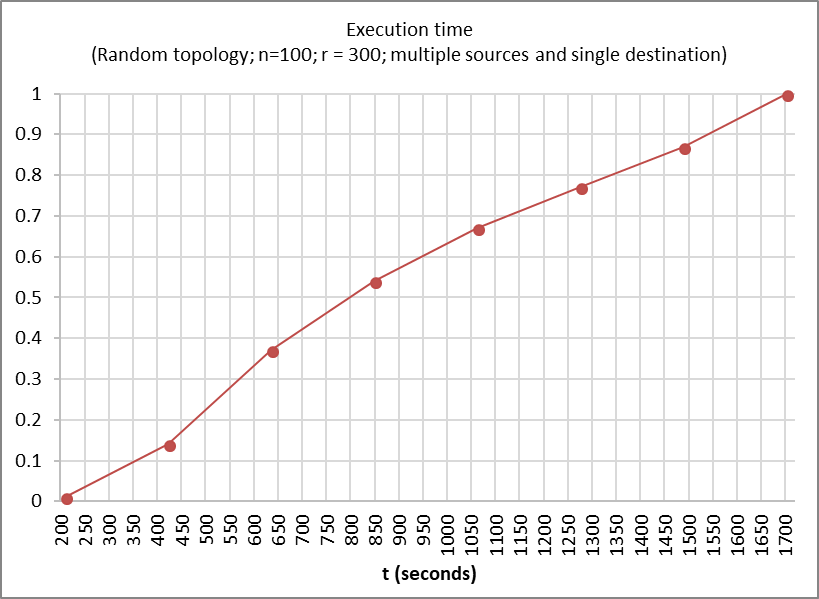 Execution time
(Random topology; n=100; r = 300; multiple sources and single destination)
1
0.9
0.8
0.7
0.6
0.5
0.4
0.3
0.2
0.1
0
200 250 300 350 400 450 500 550 600 650 700 750 800 850 900 950 1000 1050 1100 1150 1200 1250 1300 1350 1400 1450 1500 1550 1600 1650 1700
t (seconds)